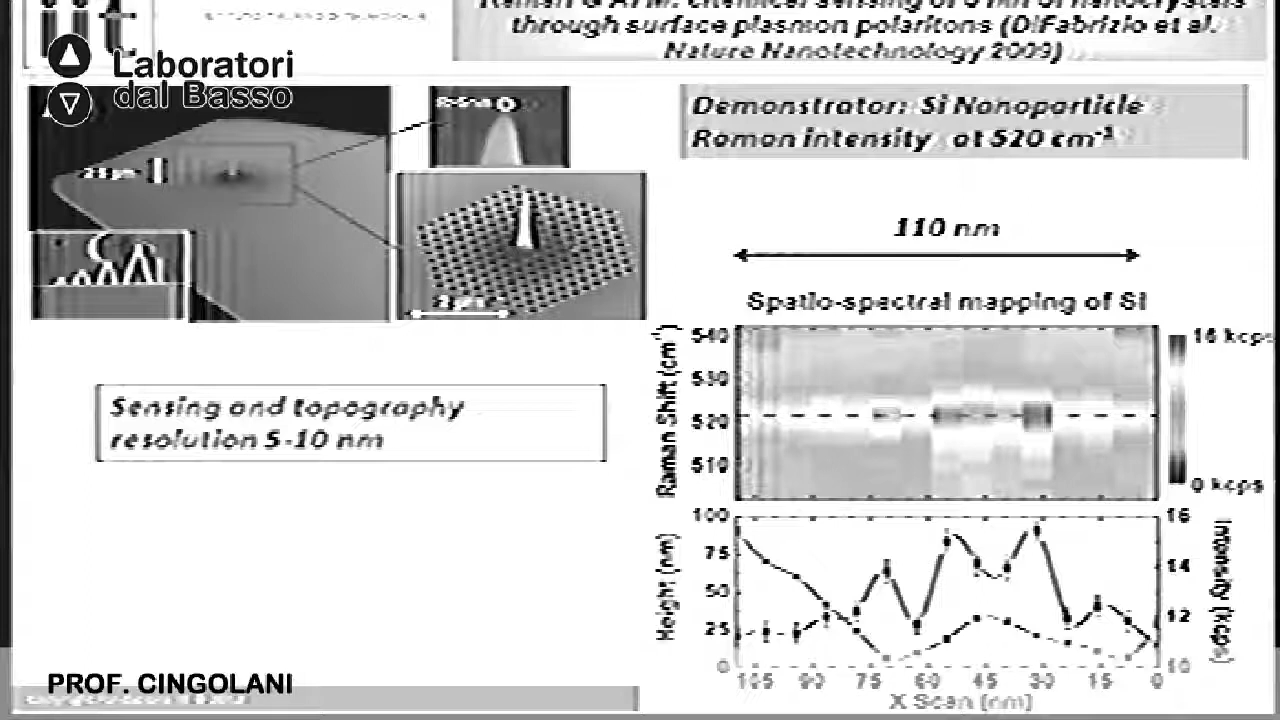 iit
Laboratori
dal Basso
through surface plasmon polaritons (DiFabrizio et al.
Nature Nanotechnology 2009)
Demonstrator: Si Nanoparticle
Raman intensity at 520 cm⁻¹
110 nm
Spatio-spectral mapping of Si
Raman Shift (cm⁻¹)
540
530
520
510
16 kcps
0 kcps
Sensing and topography
resolution 5-10 nm
Height (nm)
100
75
50
25
0
16
14
12
10
Intensity (kcps)
105 90 75 60 45 30 15 0
X Scan (nm)
PROF. CINGOLANI